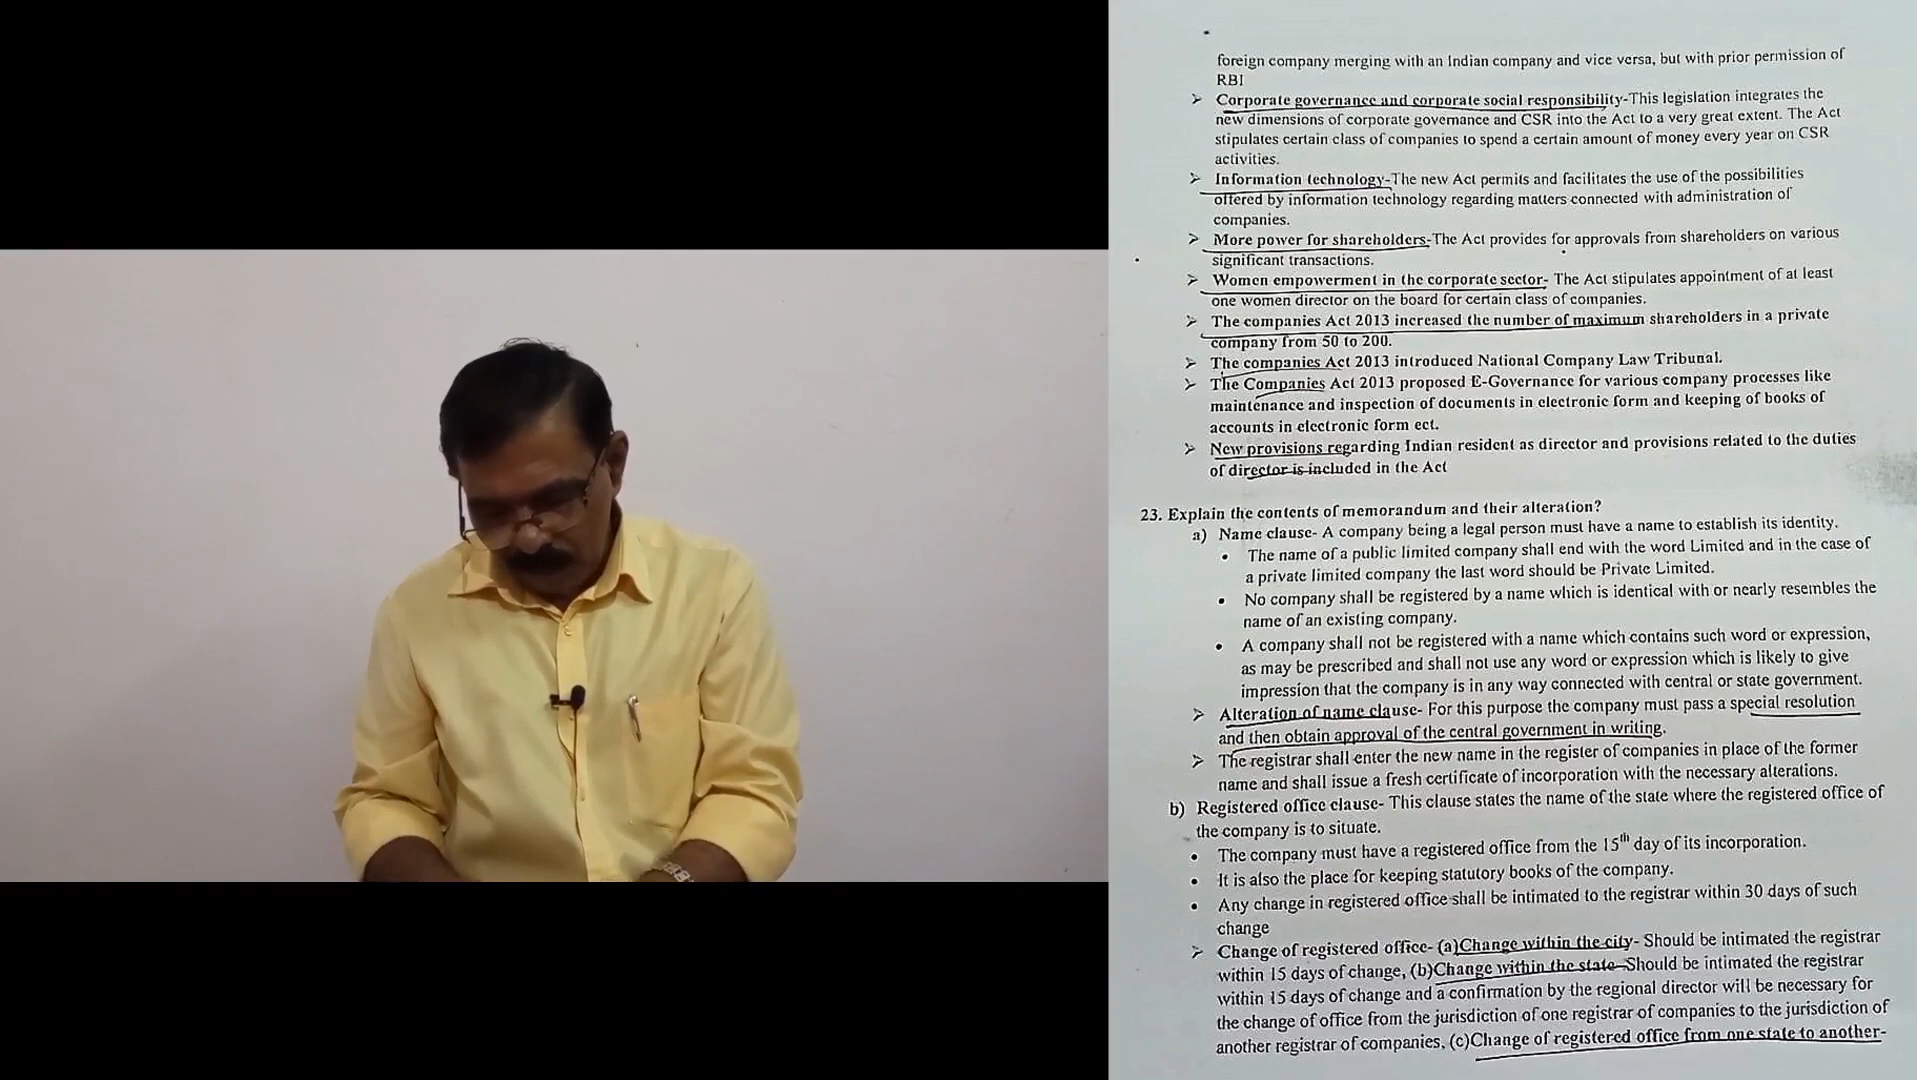 foreign company merging with an Indian company and vice versa, but with prior permission of
RBI
➢ Corporate governance and corporate social responsibility-This legislation integrates the
new dimensions of corporate governance and CSR into the Act to a very great extent. The Act
stipulates certain class of companies to spend a certain amount of money every year on CSR
activities.
➢ Information technology-The new Act permits and facilitates the use of the possibilities
offered by information technology regarding matters connected with administration of
companies.
➢ More power for shareholders-The Act provides for approvals from shareholders on various
significant transactions.
➢ Women empowerment in the corporate sector- The Act stipulates appointment of at least
one women director on the board for certain class of companies.
➢ The companies Act 2013 increased the number of maximum shareholders in a private
company from 50 to 200.
➢ The companies Act 2013 introduced National Company Law Tribunal.
➢ The Companies Act 2013 proposed E-Governance for various company processes like
maintenance and inspection of documents in electronic form and keeping of books of
accounts in electronic form ect.
➢ New provisions regarding Indian resident as director and provisions related to the duties
of director is included in the Act
23. Explain the contents of memorandum and their alteration?
a) Name clause- A company being a legal person must have a name to establish its identity.
• The name of a public limited company shall end with the word Limited and in the case of
a private limited company the last word should be Private Limited.
• No company shall be registered by a name which is identical with or nearly resembles the
name of an existing company.
• A company shall not be registered with a name which contains such word or expression,
as may be prescribed and shall not use any word or expression which is likely to give
impression that the company is in any way connected with central or state government.
➢ Alteration of name clause- For this purpose the company must pass a special resolution
and then obtain approval of the central government in writing.
➢ The registrar shall enter the new name in the register of companies in place of the former
name and shall issue a fresh certificate of incorporation with the necessary alterations.
b) Registered office clause- This clause states the name of the state where the registered office of
the company is to situate.
• The company must have a registered office from the 15th day of its incorporation.
• It is also the place for keeping statutory books of the company.
• Any change in registered office shall be intimated to the registrar within 30 days of such
change
➢ Change of registered office- (a)Change within the city- Should be intimated the registrar
within 15 days of change, (b)Change within the state-Should be intimated the registrar
within 15 days of change and a confirmation by the regional director will be necessary for
the change of office from the jurisdiction of one registrar of companies to the jurisdiction of
another registrar of companies, (c)Change of registered office from one state to another-